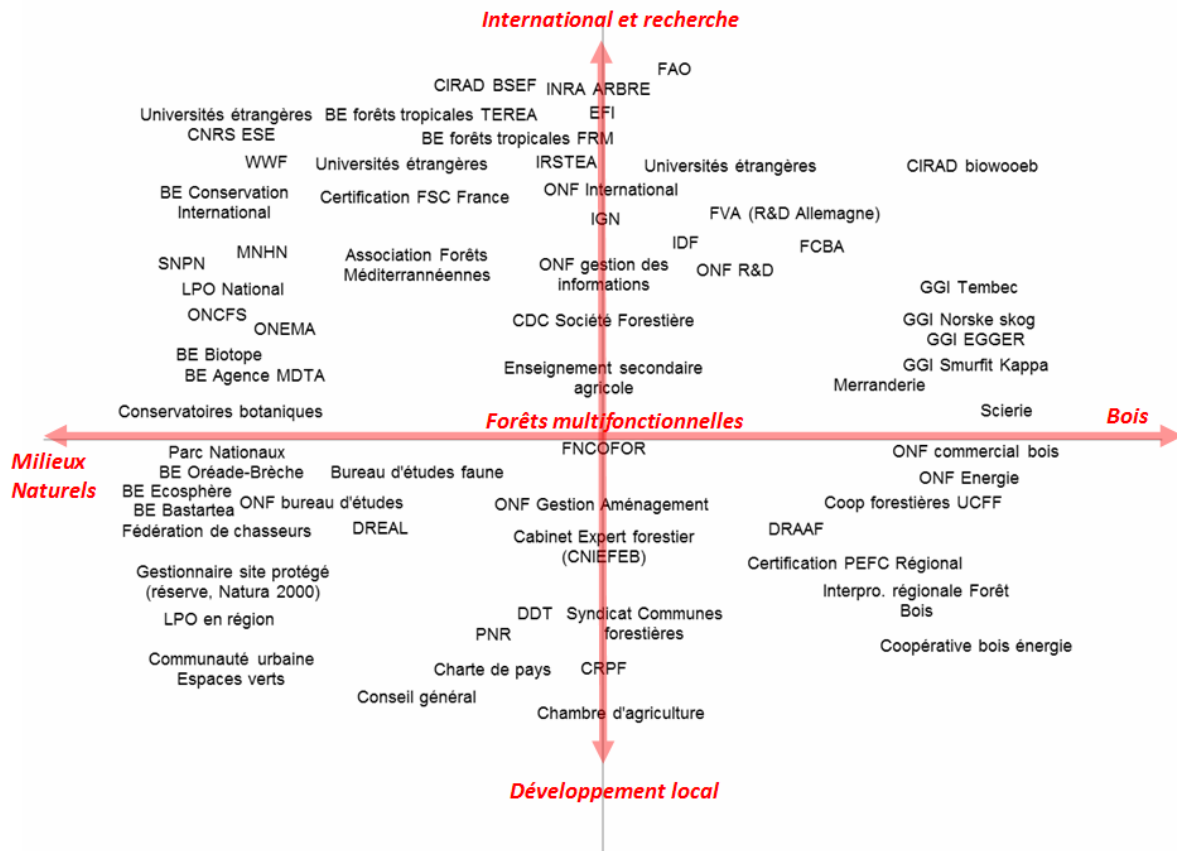 International et recherche
FAO
CIRAD BSEF
INRA ARBRE
Universités étrangères
BE forêts tropicales TEREA
EFI
CNRS ESE
BE forêts tropicales FRM
WWF
Universités étrangères
IRSTEA
Universités étrangères
CIRAD biowooeb
BE Conservation
International
Certification FSC France
ONF International
IGN
FVA (R&D Allemagne)
IDF
FCBA
MNHN
SNPN
Association Forêts
Méditerrannéennes
ONF gestion des
informations
ONF R&D
LPO National
GGI Tembec
ONCFS
ONEMA
CDC Société Forestière
GGI Norske skog
GGI EGGER
BE Biotope
BE Agence MDTA
Enseignement secondaire
agricole
GGI Smurfit Kappa
Merranderie
Conservatoires botaniques
Scierie
Forêts multifonctionnelles
Bois
Milieux
Naturels
Parc Nationaux
FNCOFOR
ONF commercial bois
BE Oréade-Brèche
Bureau d'études faune
ONF Energie
BE Ecosphère
BE Bastartea
ONF bureau d'études
ONF Gestion Aménagement
Coop forestières UCFF
Fédération de chasseurs
DREAL
Cabinet Expert forestier
(CNIEFEB)
DRAAF
Certification PEFC Régional
Gestionnaire site protégé
(réserve, Natura 2000)
Interpro. régionale Forêt
Bois
LPO en région
DDT
Syndicat Communes
forestières
PNR
Coopérative bois énergie
Communauté urbaine
Espaces verts
Charte de pays
CRPF
Conseil général
Chambre d'agriculture
Développement local